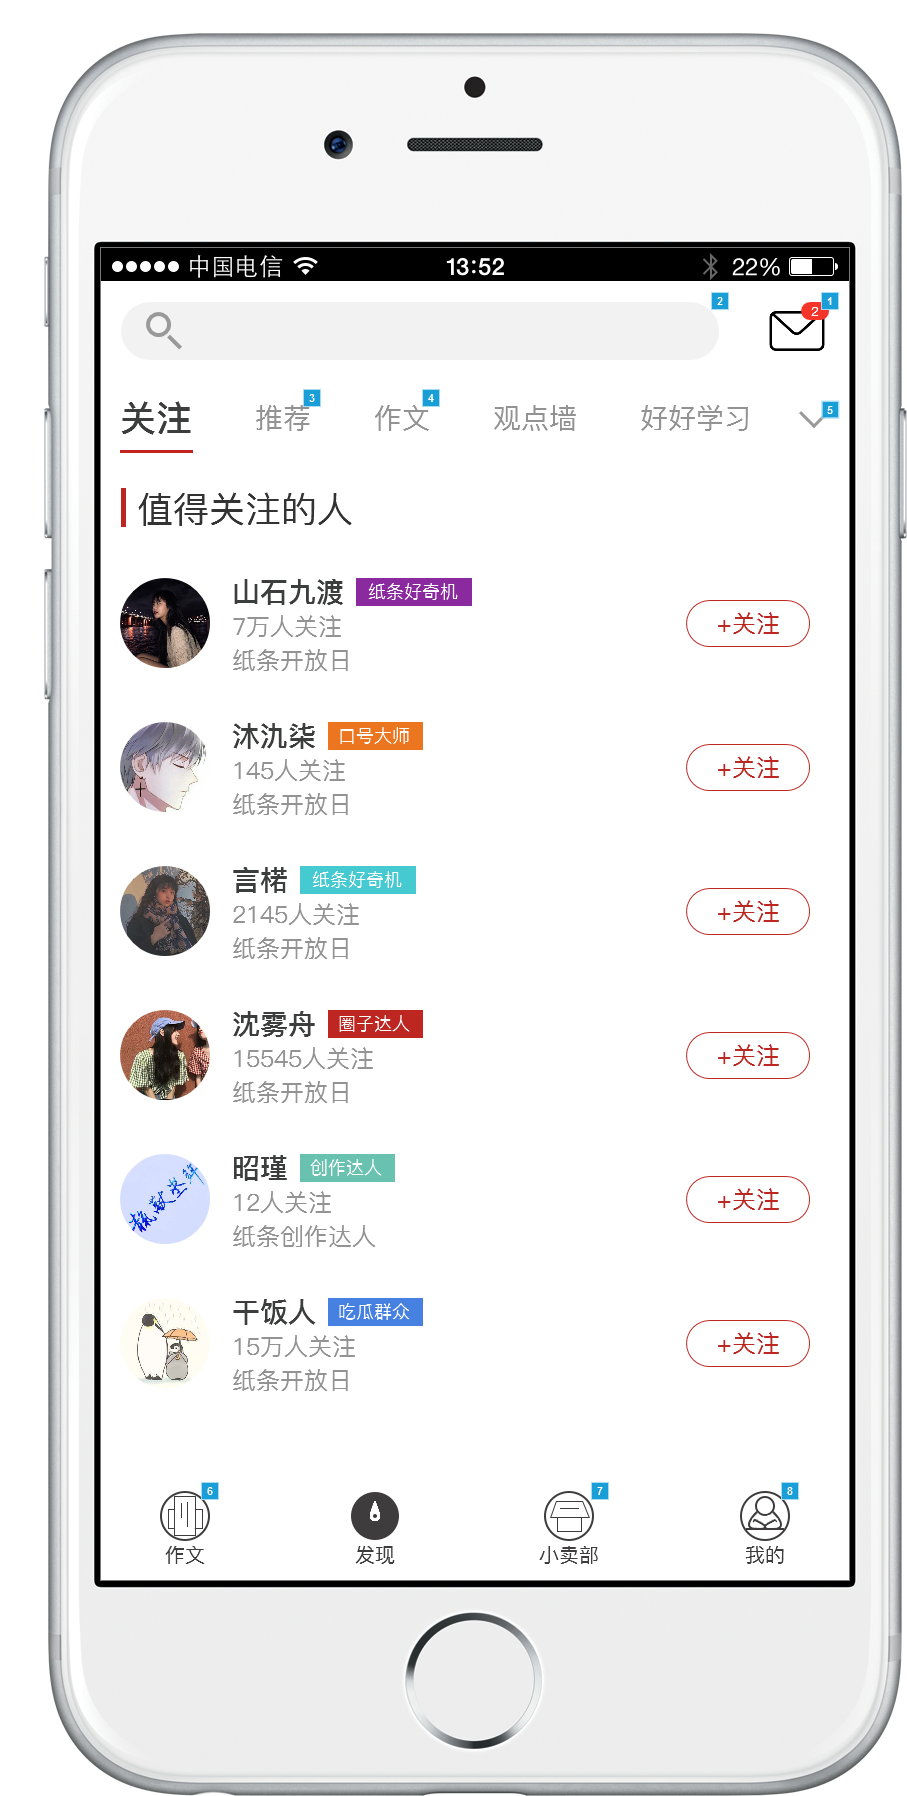 中国电信 13:52 22%
2 1
2
3 4 5
关注 推荐 作文 观点墙 好好学习
值得关注的人
山石九渡 纸条好奇机
7万人关注
纸条开放日
+关注
沐氿柒 口号大师
145人关注
纸条开放日
+关注
言楉 纸条好奇机
2145人关注
纸条开放日
+关注
沈雾舟 圈子达人
15545人关注
纸条开放日
+关注
昭瑾 创作达人
12人关注
纸条创作达人
+关注
干饭人 吃瓜群众
15万人关注
纸条开放日
+关注
6 7 8
作文 发现 小卖部 我的